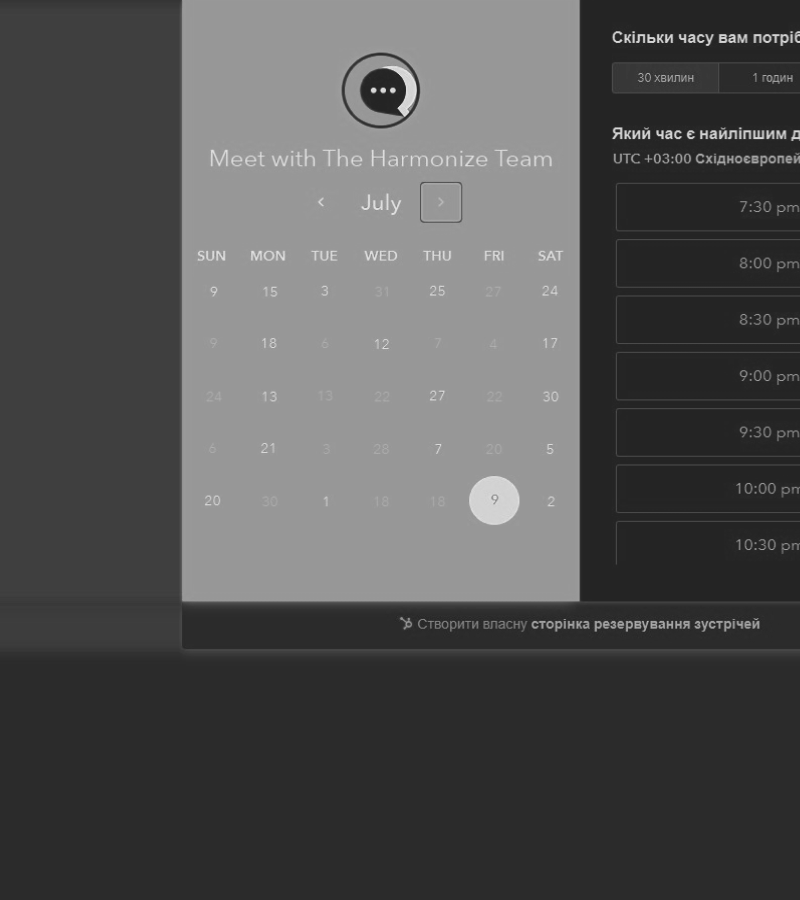 Meet with The Harmonize Team
July
SUN MON TUE WED THU FRI SAT
9 15 3 31 25 27 24
9 18 6 12 7 4 17
24 13 13 22 27 22 30
6 21 3 28 7 20 5
20 30 1 18 18 9 2
Скільки часу вам потріб
30 хвилин 1 годин
Який час є найліпшим д
UTC +03:00 Східноєвропей
7:30 pm
8:00 pm
8:30 pm
9:00 pm
9:30 pm
10:00 pm
10:30 pm
Створити власну сторінка резервування зустрічей